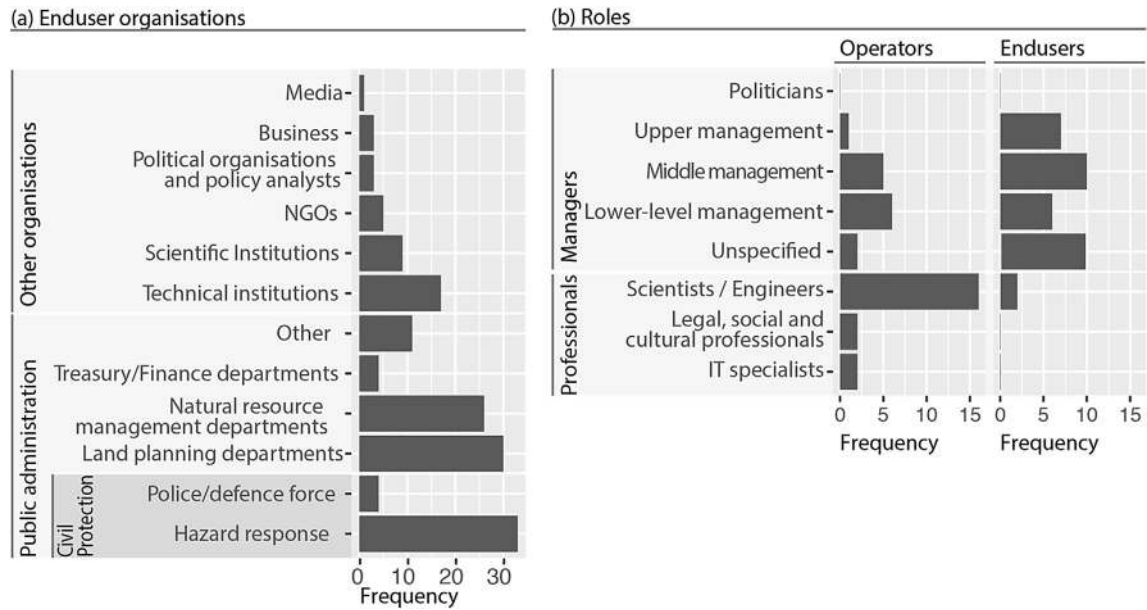 (a) Enduser organisations
Other organisations
Media
Business
Political organisations
and policy analysts
NGOs
Scientific Institutions
Technical institutions
Public administration
Other
Treasury/Finance departments
Natural resource
management departments
Land planning departments
Civil
Protection
Police/defence force
Hazard response
0 10 20 30
Frequency
(b) Roles
Operators Endusers
Managers
Politicians
Upper management
Middle management
Lower-level management
Unspecified
Professionals
Scientists / Engineers
Legal, social and
cultural professionals
IT specialists
0 5 10 15 0 5 10 15
Frequency Frequency